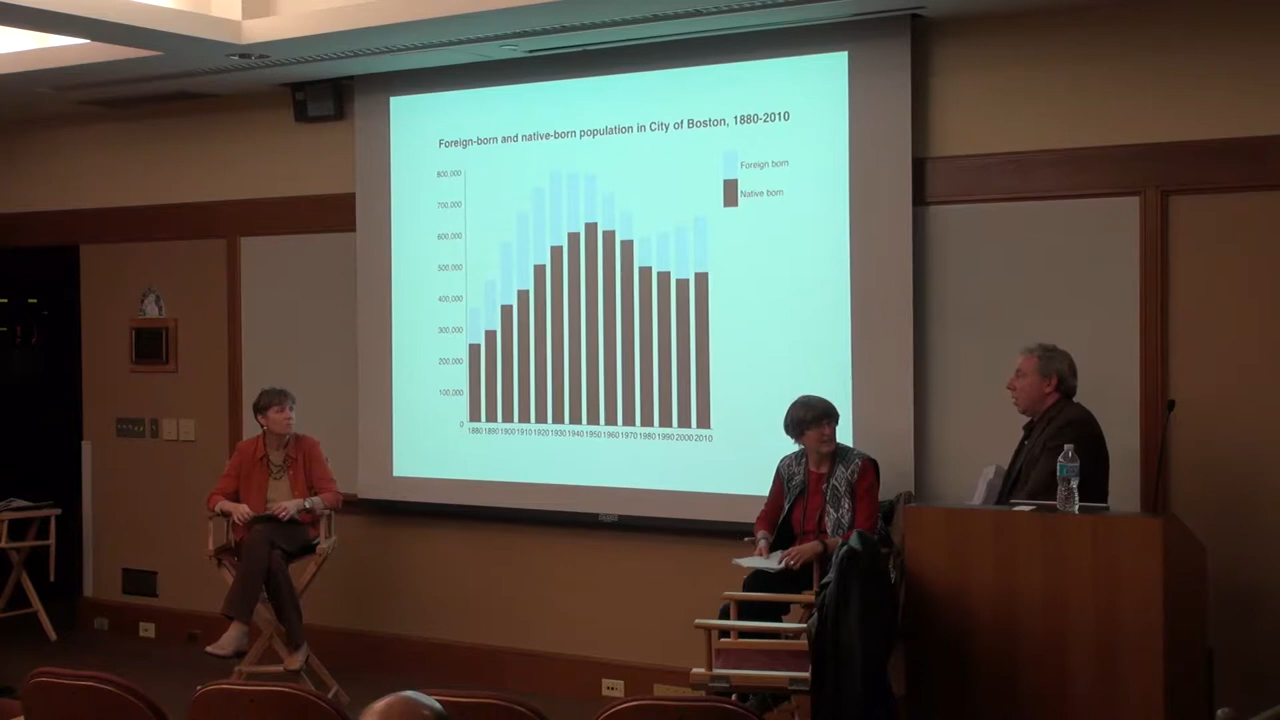 Foreign-born and native-born population in City of Boston, 1880-2010
Foreign born
Native born
800,000
700,000
600,000
500,000
400,000
300,000
200,000
100,000
0
1880 1890 1900 1910 1920 1930 1940 1950 1960 1970 1980 1990 2000 2010